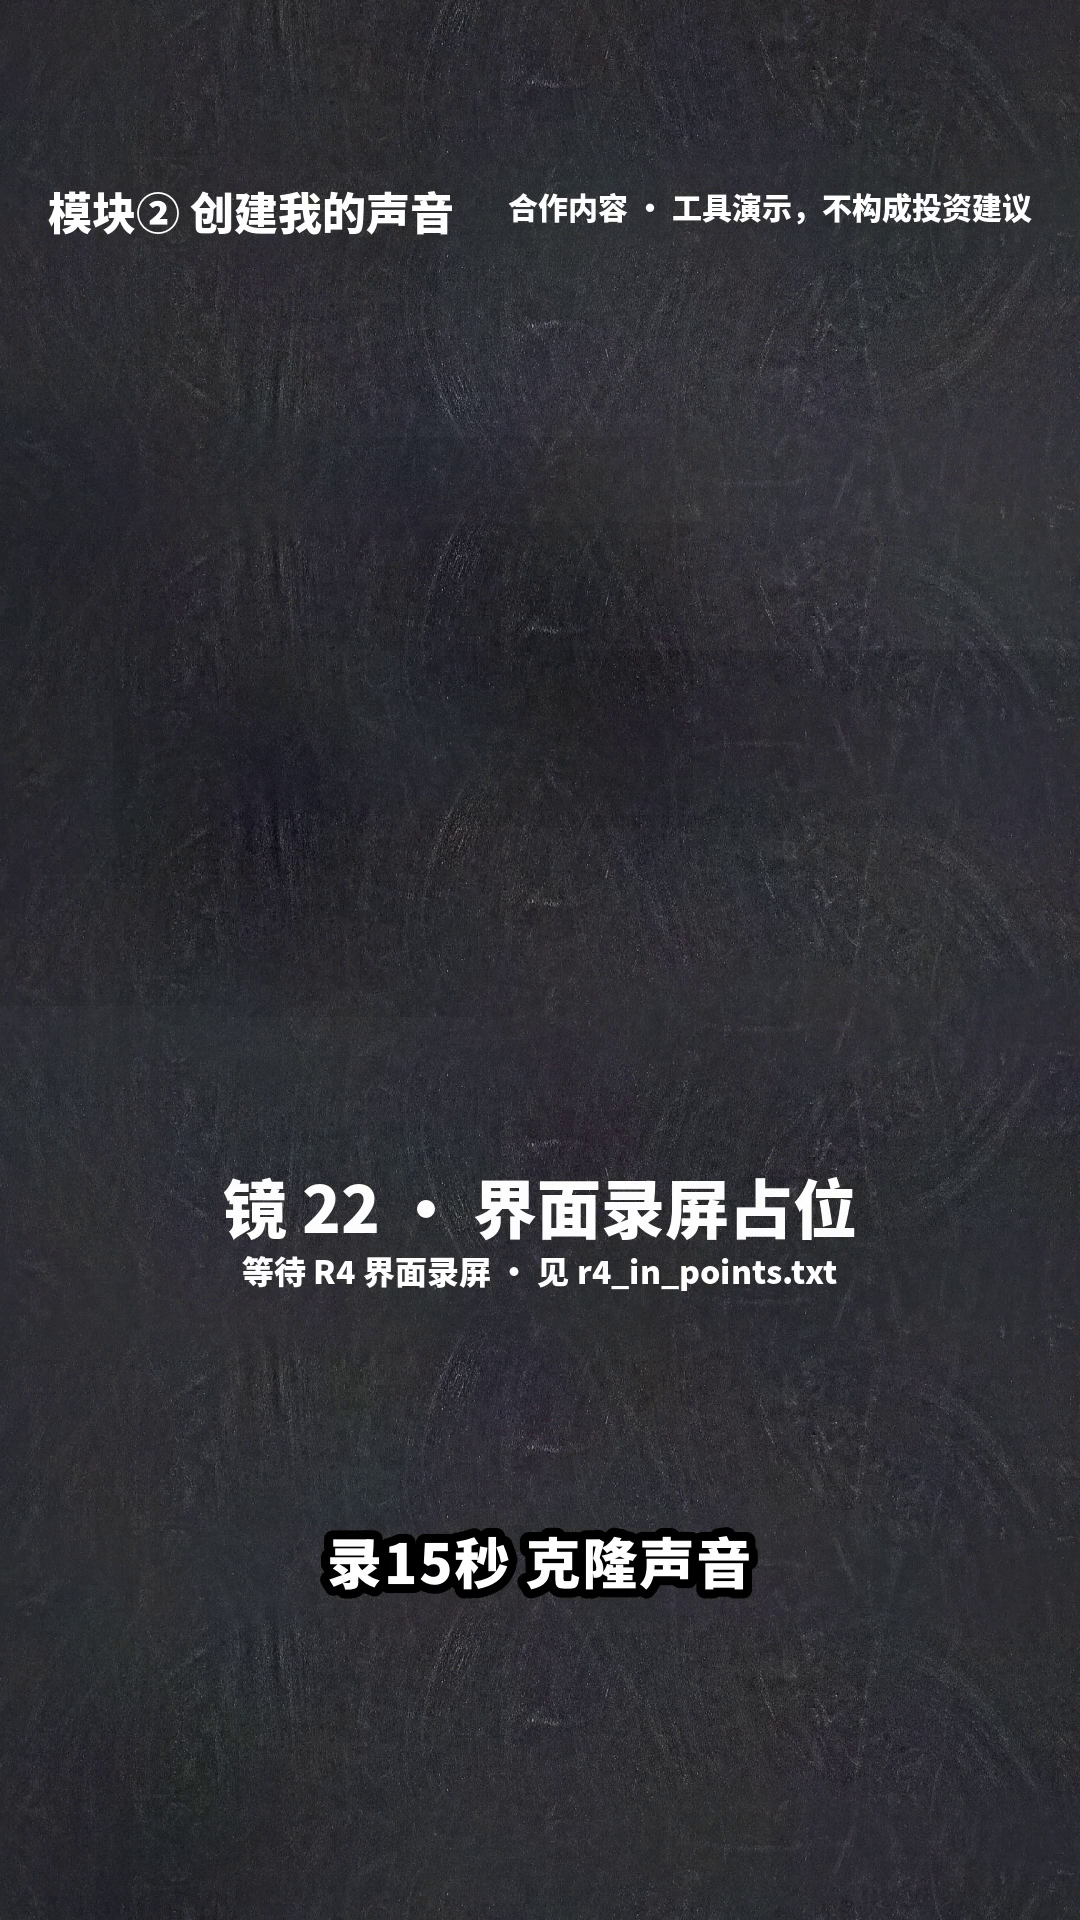 模块② 创建我的声音
合作内容 · 工具演示，不构成投资建议
镜 22 · 界面录屏占位
等待 R4 界面录屏 · 见 r4_in_points.txt
录15秒 克隆声音